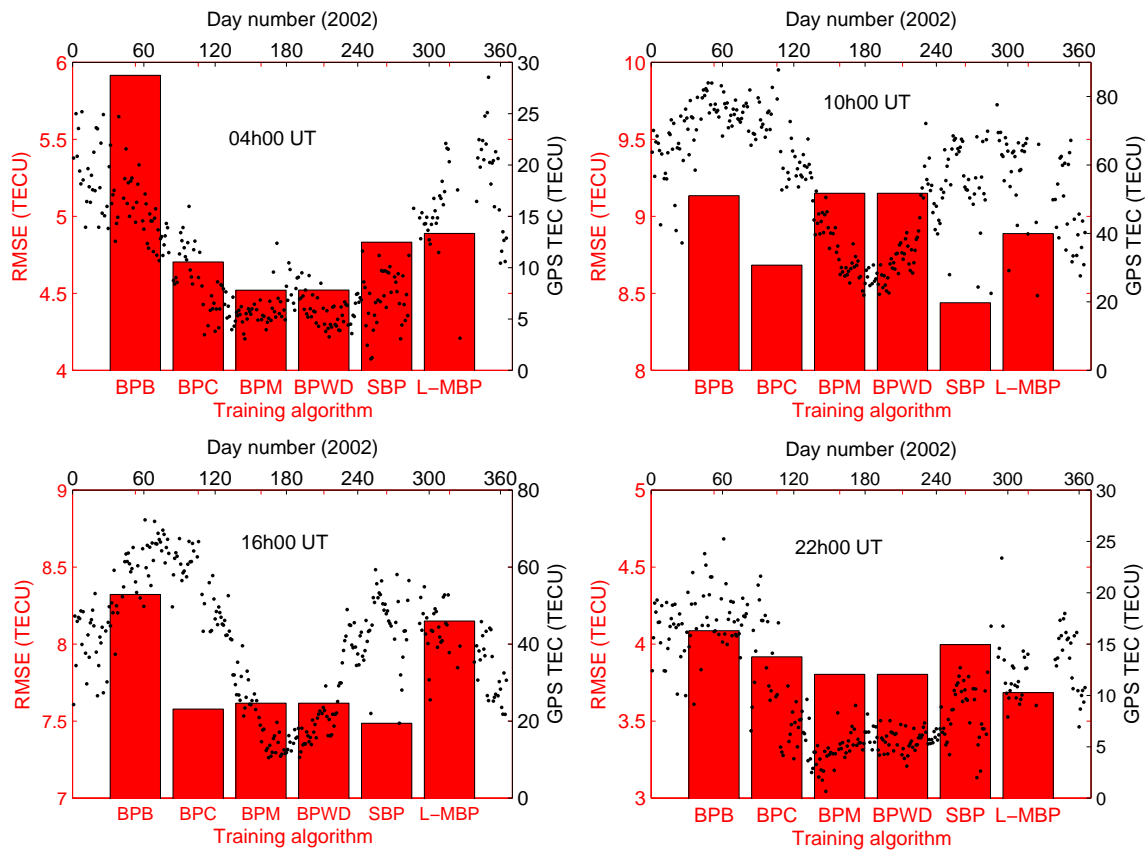 Day number (2002)
0 60 120 180 240 300 360
6
5.5
5
4.5
4
RMSE (TECU)
04h00 UT
30
25
20
15
10
5
0
GPS TEC (TECU)
BPB BPC BPM BPWD SBP L−MBP
Training algorithm
Day number (2002)
0 60 120 180 240 300 360
10
9.5
9
8.5
8
RMSE (TECU)
10h00 UT
80
60
40
20
0
GPS TEC (TECU)
BPB BPC BPM BPWD SBP L−MBP
Training algorithm
Day number (2002)
0 60 120 180 240 300 360
9
8.5
8
7.5
7
RMSE (TECU)
16h00 UT
80
60
40
20
0
GPS TEC (TECU)
BPB BPC BPM BPWD SBP L−MBP
Training algorithm
Day number (2002)
0 60 120 180 240 300 360
5
4.5
4
3.5
3
RMSE (TECU)
22h00 UT
30
25
20
15
10
5
0
GPS TEC (TECU)
BPB BPC BPM BPWD SBP L−MBP
Training algorithm